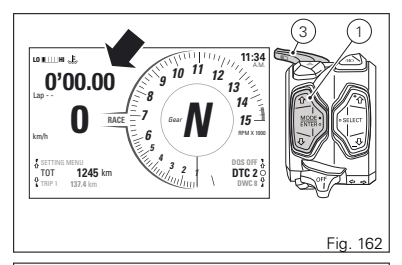 3
1
LO HI
11:34
A.M.
0'00.00
Lap - -
0
km/h
RACE
1
2
3
4
5
6
7
8
9
10
11
12
13
14
15
RPM X 1000
Gear
N
SETTING MENU
TOT 1245 km
TRIP 1 137.4 km
DQS OFF
DTC 2
DWC 8
MODE
ENTER
SELECT
OFF
Fig. 162